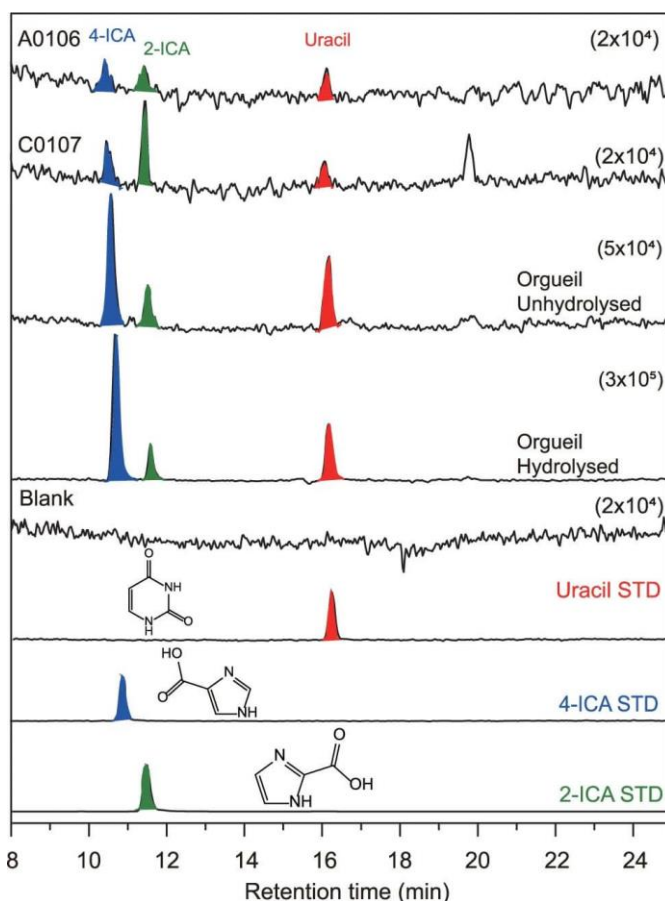 A0106 4-ICA 2-ICA Uracil (2x10⁴)
C0107 (2x10⁴)
(5x10⁴)
Orgueil
Unhydrolysed
(3x10⁵)
Orgueil
Hydrolysed
Blank (2x10⁴)
O
NH
N
H
O
Uracil STD
HO
O
N
NH
4-ICA STD
N
NH
O
OH
2-ICA STD
8 10 12 14 16 18 20 22 24
Retention time (min)